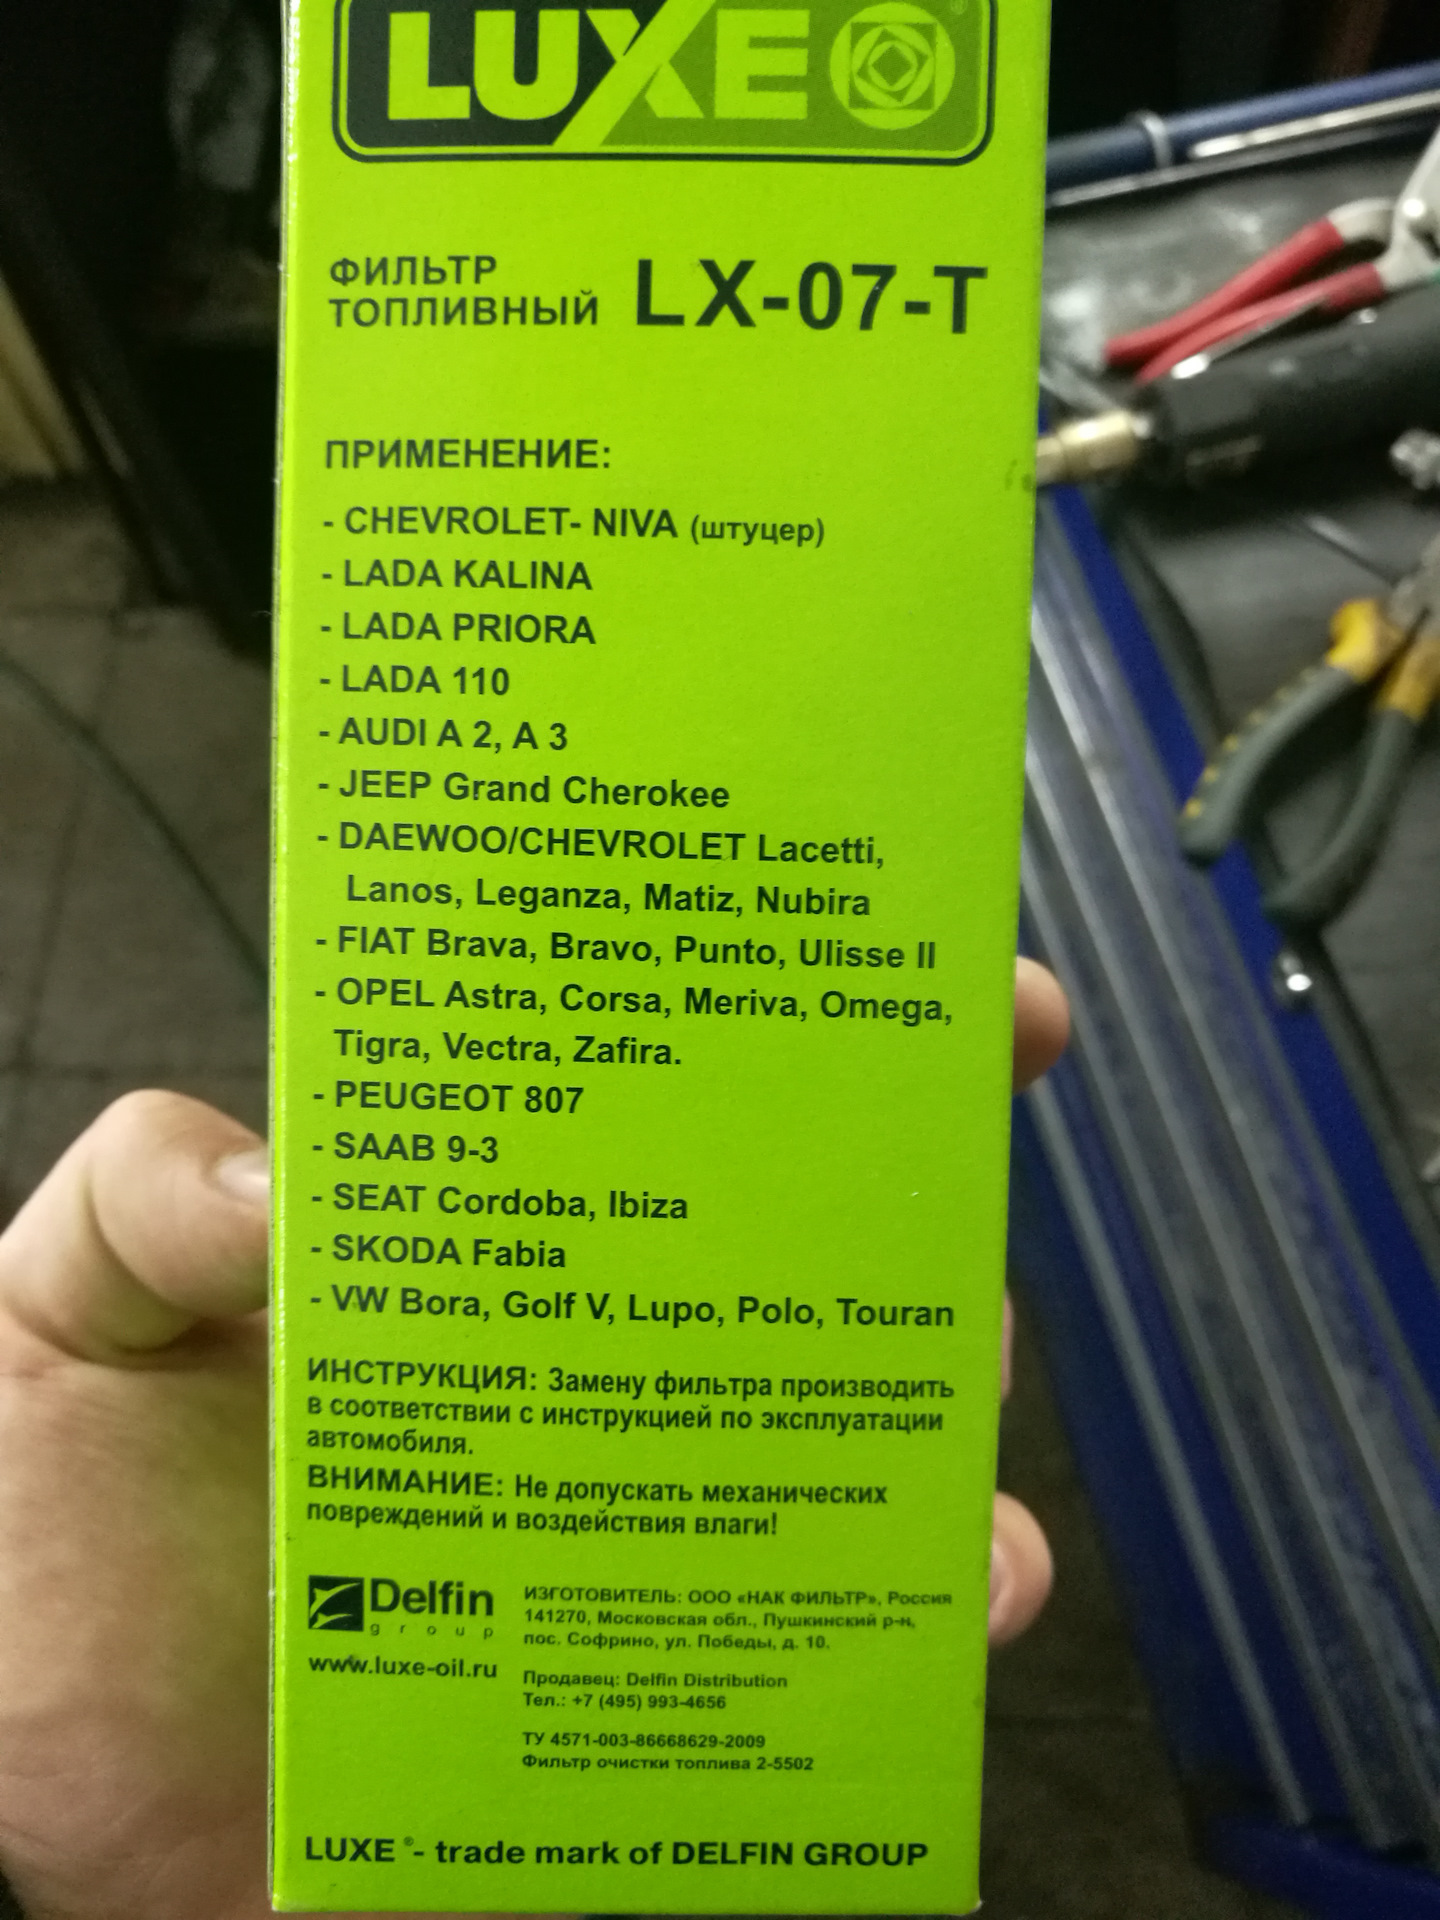 LUXE
ФИЛЬТР
ТОПЛИВНЫЙ LX-07-T
ПРИМЕНЕНИЕ:
- CHEVROLET- NIVA (штуцер)
- LADA KALINA
- LADA PRIORA
- LADA 110
- AUDI A 2, A 3
- JEEP Grand Cherokee
- DAEWOO/CHEVROLET Lacetti,
Lanos, Leganza, Matiz, Nubira
- FIAT Brava, Bravo, Punto, Ulisse II
- OPEL Astra, Corsa, Meriva, Omega,
Tigra, Vectra, Zafira.
- PEUGEOT 807
- SAAB 9-3
- SEAT Cordoba, Ibiza
- SKODA Fabia
- VW Bora, Golf V, Lupo, Polo, Touran
ИНСТРУКЦИЯ: Замену фильтра производить
в соответствии с инструкцией по эксплуатации
автомобиля.
ВНИМАНИЕ: Не допускать механических
повреждений и воздействия влаги!
Delfin
group
www.luxe-oil.ru
ИЗГОТОВИТЕЛЬ: ООО «НАК ФИЛЬТР», Россия
141270, Московская обл., Пушкинский р-н,
пос. Софрино, ул. Победы, д. 10.
Продавец: Delfin Distribution
Тел.: +7 (495) 993-4656
ТУ 4571-003-86668629-2009
Фильтр очистки топлива 2-5502
LUXE ®- trade mark of DELFIN GROUP